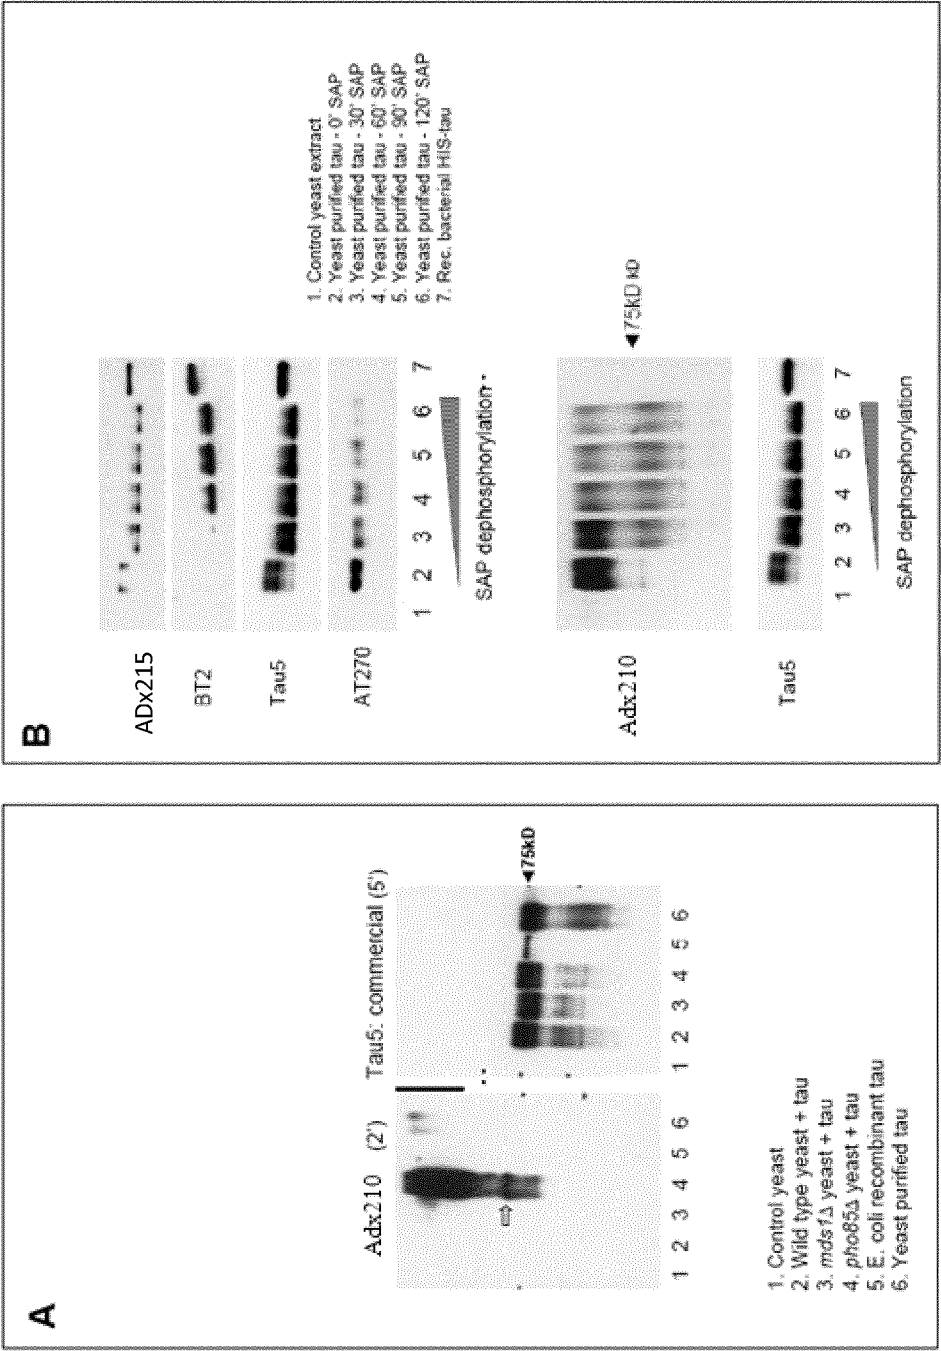 A
Adx210 (2')
Tau5: commercial (5')
75kD
1 2 3 4 5 6
1 2 3 4 5 6
1. Control yeast
2. Wild type yeast + tau
3. mds1Δ yeast + tau
4. pho85Δ yeast + tau
5. E. coli recombinant tau
6. Yeast purified tau
B
ADx215
BT2
Tau5
AT270
1 2 3 4 5 6 7
SAP dephosphorylation
1. Control yeast extract
2. Yeast purified tau - 0' SAP
3. Yeast purified tau - 30' SAP
4. Yeast purified tau - 60' SAP
5. Yeast purified tau - 90' SAP
6. Yeast purified tau - 120' SAP
7. Rec. bacterial HIS-tau
Adx210
75kD kD
Tau5
1 2 3 4 5 6 7
SAP dephosphorylation